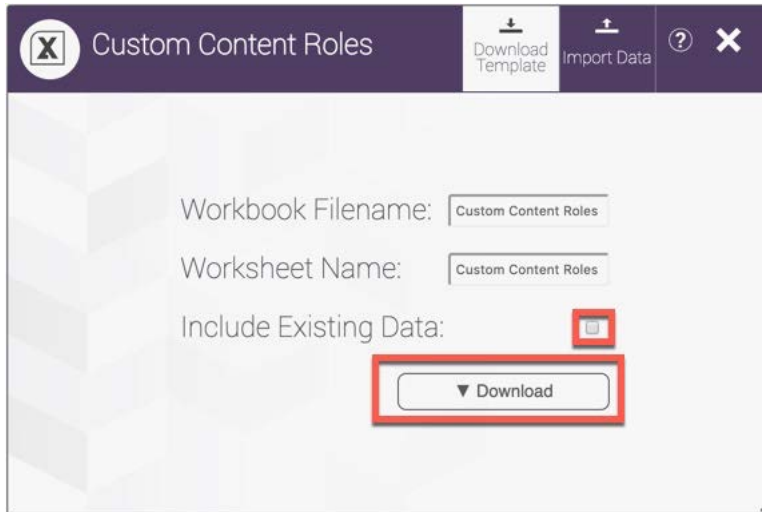 X Custom Content Roles
Download
Template
Import Data
?
Workbook Filename: Custom Content Roles
Worksheet Name: Custom Content Roles
Include Existing Data:
▼ Download